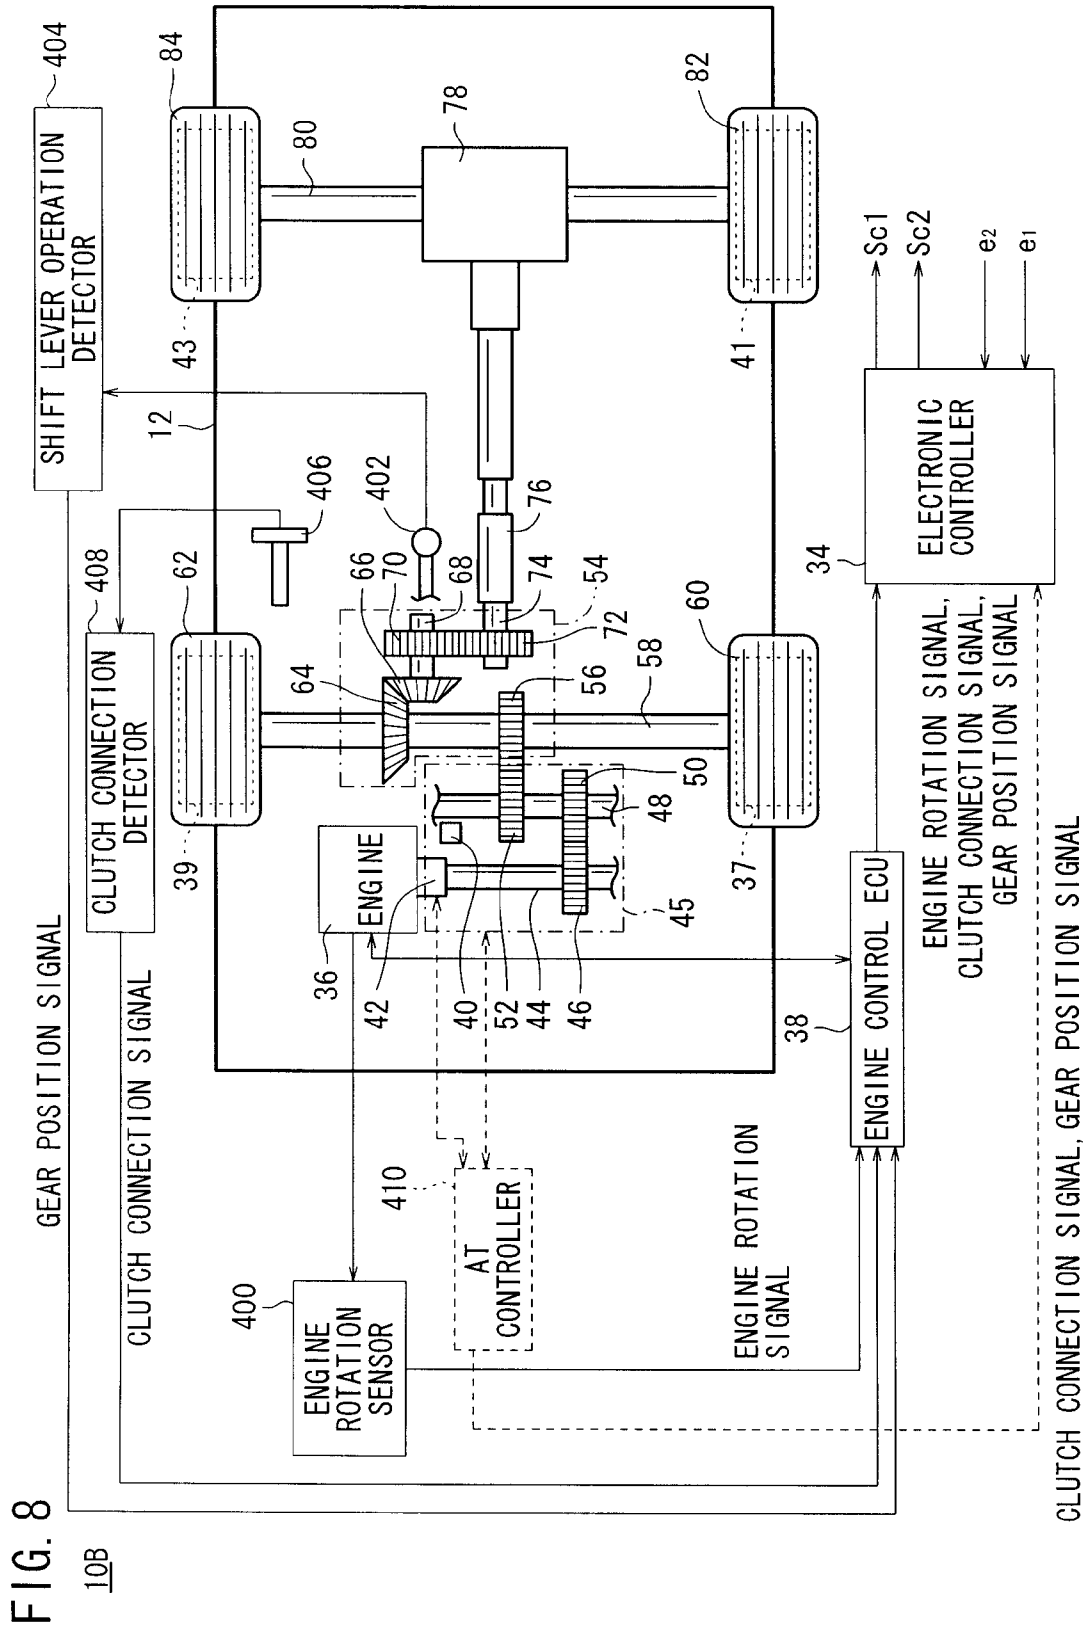 FIG. 8
10B
GEAR POSITION SIGNAL
CLUTCH CONNECTION SIGNAL
SHIFT LEVER OPERATION
DETECTOR
404
CLUTCH CONNECTION
DETECTOR
408
406
402
12
84
43
80
78
82
41
62
39
64
66
70
68
76
74
54
72
56
58
60
37
50
48
45
36
ENGINE
42
40
52
44
46
400
ENGINE
ROTATION
SENSOR
410
AT
CONTROLLER
ENGINE ROTATION
SIGNAL
38
ENGINE CONTROL ECU
34
ELECTRONIC
CONTROLLER
Sc1
Sc2
e2
e1
ENGINE ROTATION SIGNAL,
CLUTCH CONNECTION SIGNAL,
GEAR POSITION SIGNAL
CLUTCH CONNECTION SIGNAL, GEAR POSITION SIGNAL